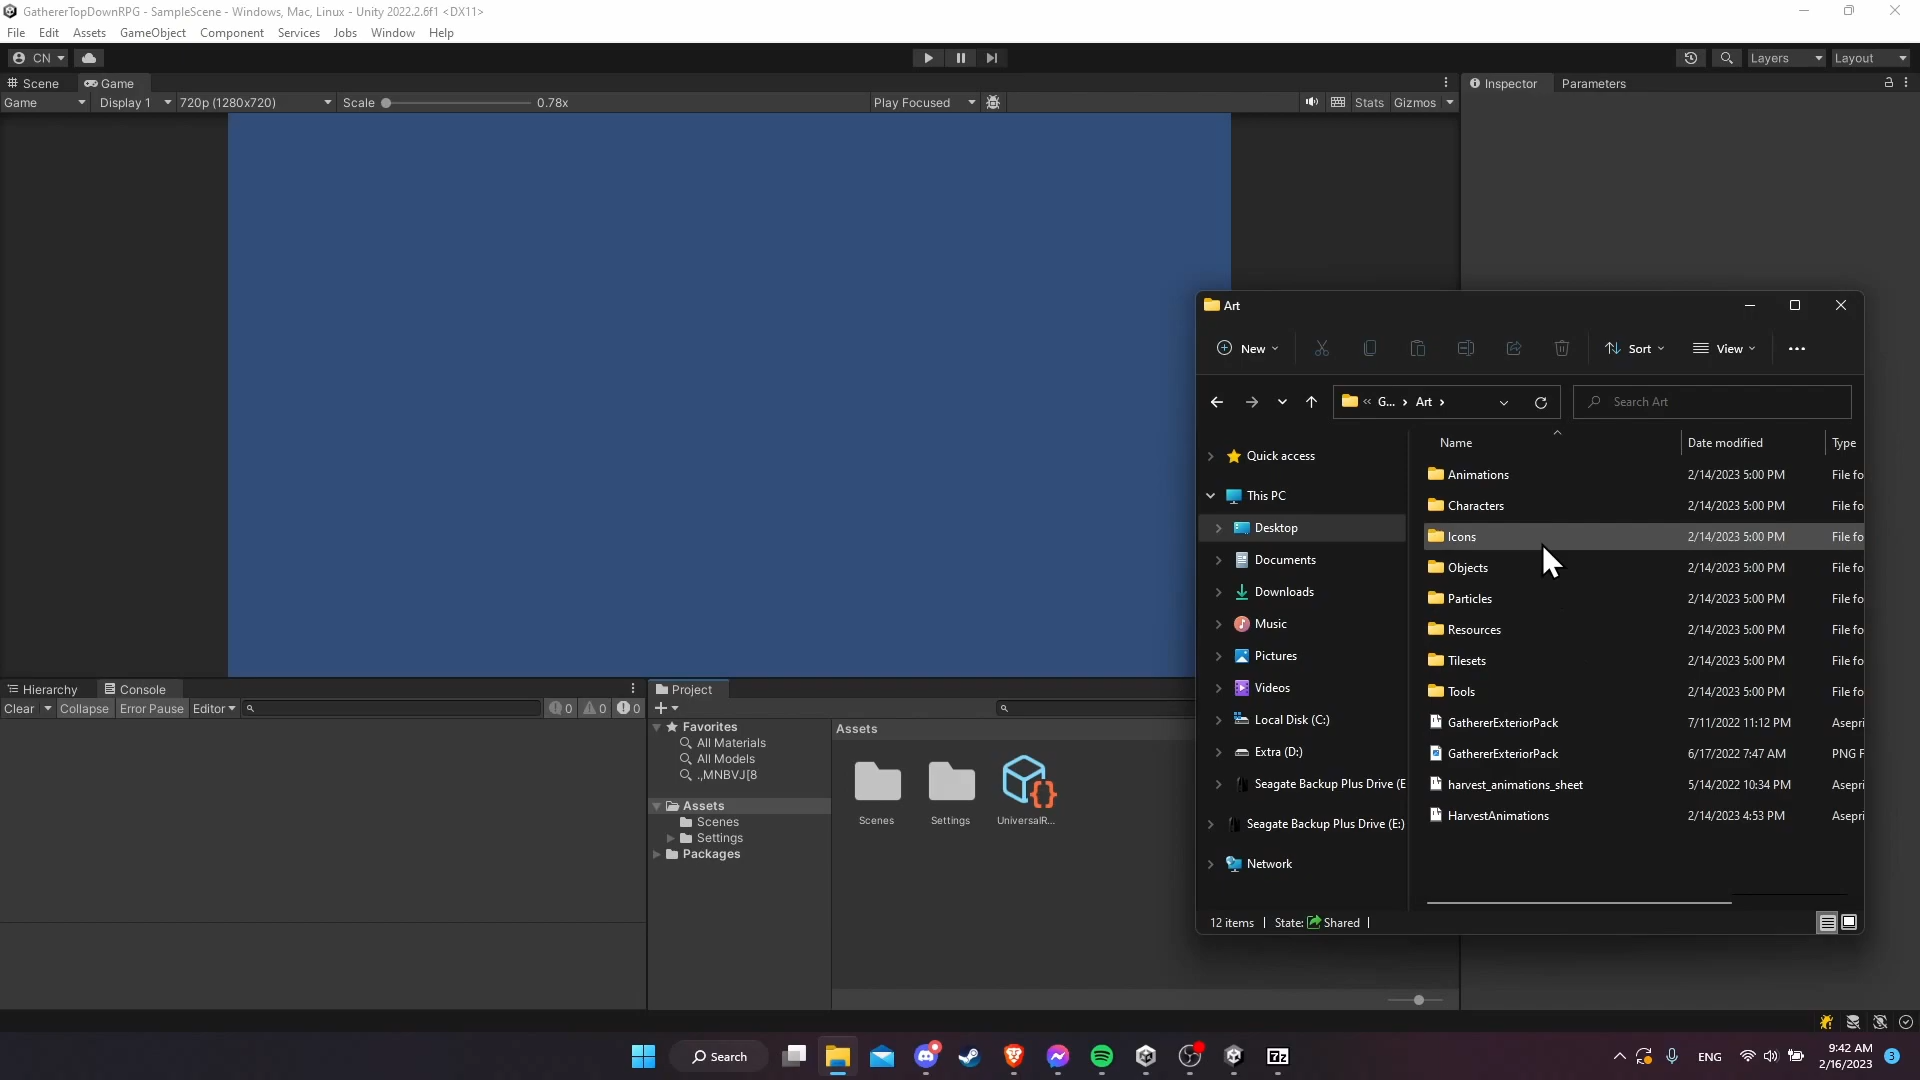 GathererTopDownRPG - SampleScene - Windows, Mac, Linux - Unity 2022.2.6f1 <DX11>
File Edit Assets GameObject Component Services Jobs Window Help
CN Layers Layout
Scene Game Inspector Parameters
Game Display 1 720p (1280x720) Scale 0.78x Play Focused Stats Gizmos
Art
New Sort View
« G... › Art › Search Art
Name Date modified Type
Quick access
This PC
Desktop
Documents
Downloads
Music
Pictures
Videos
Local Disk (C:)
Extra (D:)
Seagate Backup Plus Drive (E
Seagate Backup Plus Drive (E:)
Network
Animations 2/14/2023 5:00 PM File fo
Characters 2/14/2023 5:00 PM File fo
Icons 2/14/2023 5:00 PM File fo
Objects 2/14/2023 5:00 PM File fo
Particles 2/14/2023 5:00 PM File fo
Resources 2/14/2023 5:00 PM File fo
Tilesets 2/14/2023 5:00 PM File fo
Tools 2/14/2023 5:00 PM File fo
GathererExteriorPack 7/11/2022 11:12 PM Asepri
GathererExteriorPack 6/17/2022 7:47 AM PNG F
harvest_animations_sheet 5/14/2022 10:34 PM Asepri
HarvestAnimations 2/14/2023 4:53 PM Asepri
12 items State: Shared
Hierarchy Console
Clear Collapse Error Pause Editor 0 0 0
Project
Favorites
All Materials
All Models
.,MNBVJ[8
Assets
Scenes
Settings
Packages
Assets
Scenes Settings UniversalR...
Search 7z ENG 9:42 AM
2/16/2023 3